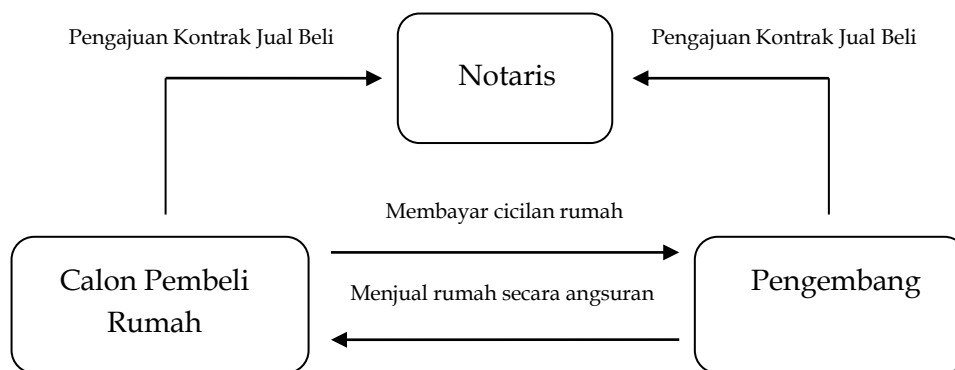 Pengajuan Kontrak Jual Beli
Pengajuan Kontrak Jual Beli
Notaris
Membayar cicilan rumah
Calon Pembeli
Rumah
Pengembang
Menjual rumah secara angsuran